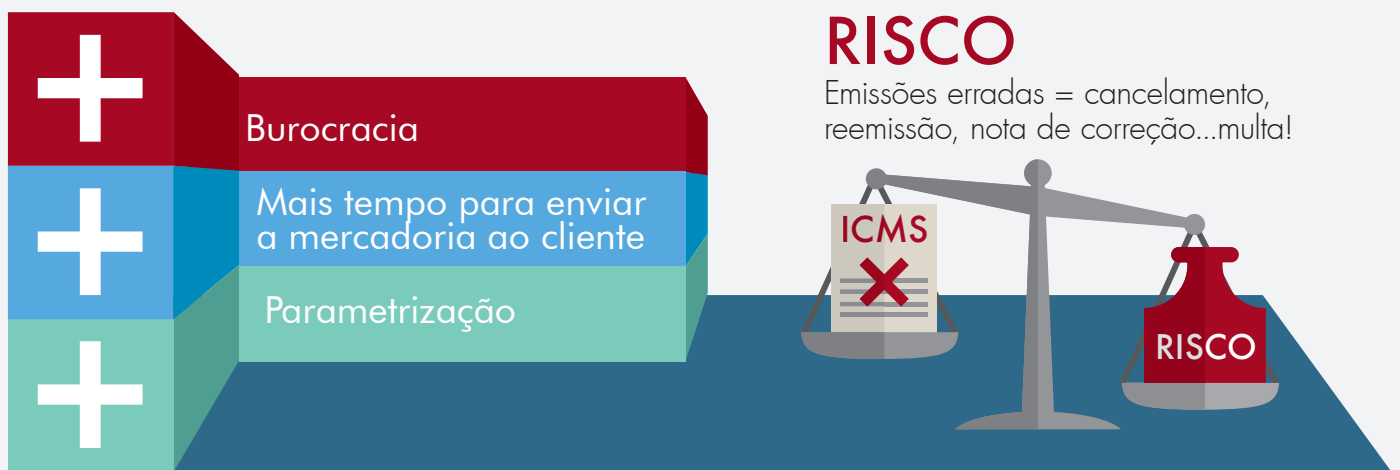 Burocracia
Mais tempo para enviar
a mercadoria ao cliente
Parametrização
RISCO
Emissões erradas = cancelamento,
reemissão, nota de correção...multa!
ICMS
RISCO